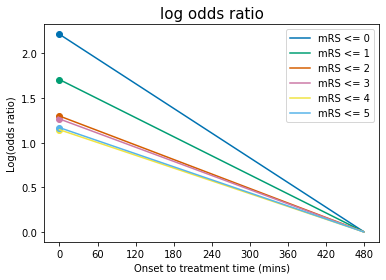 log odds ratio
mRS <= 0
mRS <= 1
mRS <= 2
mRS <= 3
mRS <= 4
mRS <= 5
Log(odds ratio)
2.0
1.5
1.0
0.5
0.0
0 60 120 180 240 300 360 420 480
Onset to treatment time (mins)